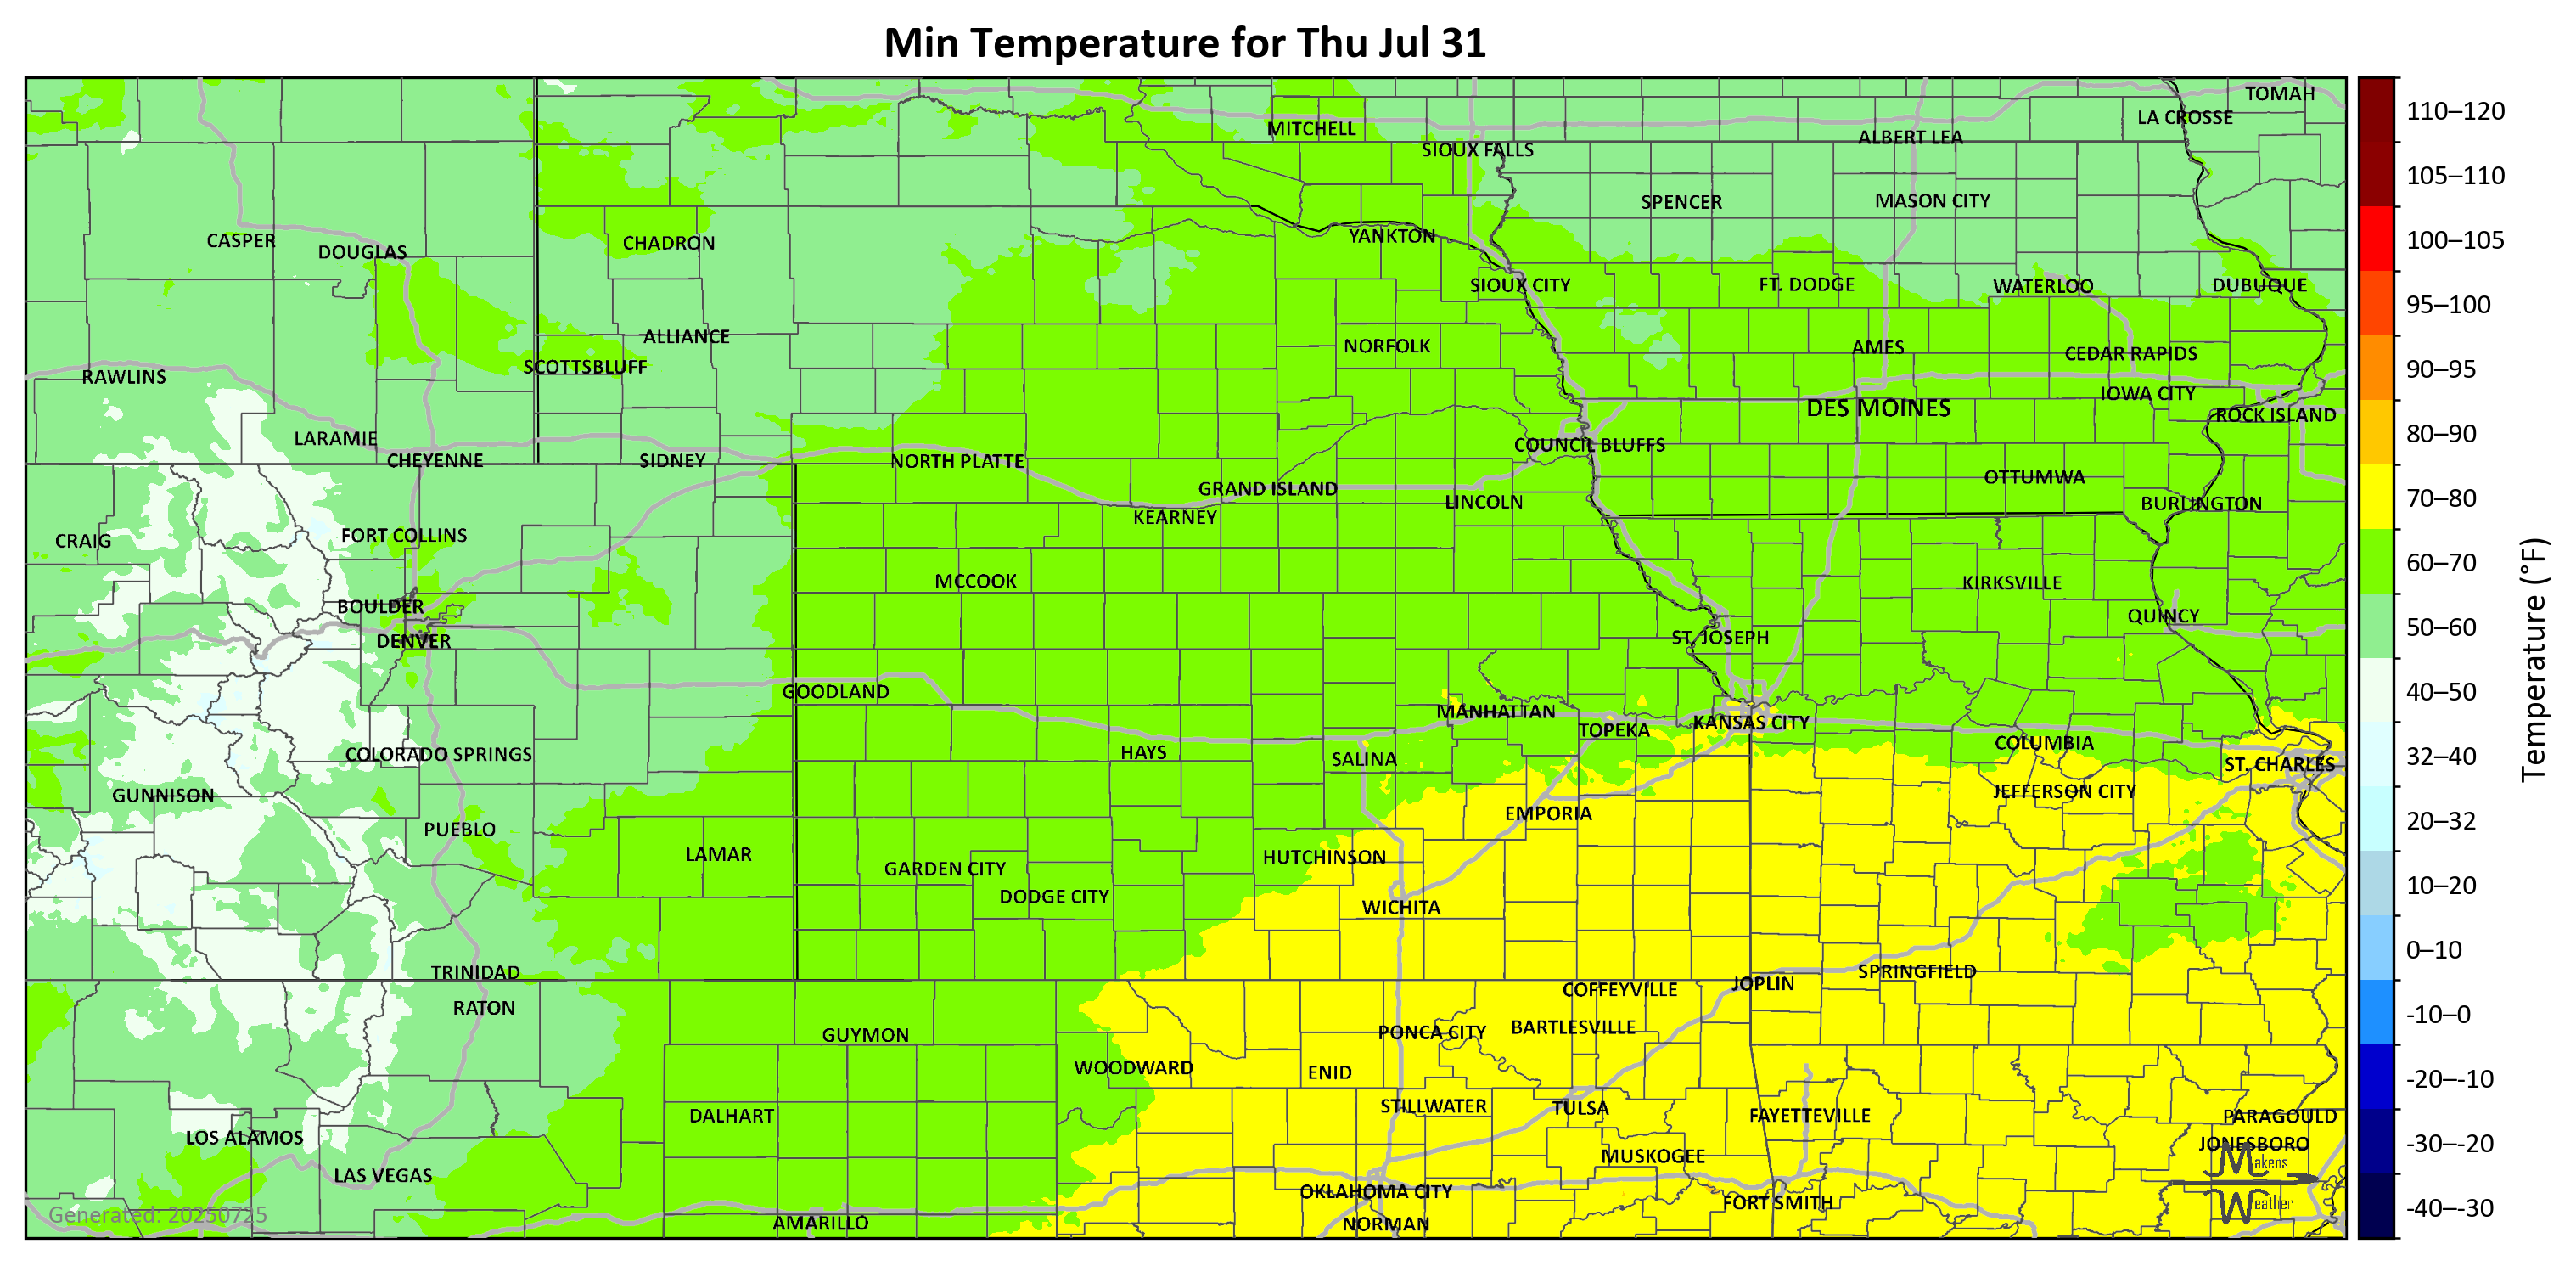 Min Temperature for Thu Jul 31
TOMAH
LA CROSSE
MITCHELL
ALBERT LEA
SIOUX FALLS
SPENCER
MASON CITY
CASPER
DOUGLAS
CHADRON
YANKTON
SIOUX CITY
FT. DODGE
WATERLOO
DUBUQUE
ALLIANCE
NORFOLK
AMES
CEDAR RAPIDS
SCOTTSBLUFF
RAWLINS
IOWA CITY
DES MOINES
ROCK ISLAND
LARAMIE
COUNCIL BLUFFS
CHEYENNE
SIDNEY
NORTH PLATTE
OTTUMWA
GRAND ISLAND
LINCOLN
BURLINGTON
KEARNEY
CRAIG
FORT COLLINS
MCCOOK
KIRKSVILLE
BOULDER
QUINCY
DENVER
ST. JOSEPH
GOODLAND
MANHATTAN
KANSAS CITY
TOPEKA
COLUMBIA
COLORADO SPRINGS
HAYS
SALINA
ST. CHARLES
GUNNISON
JEFFERSON CITY
EMPORIA
PUEBLO
LAMAR
HUTCHINSON
GARDEN CITY
DODGE CITY
WICHITA
TRINIDAD
SPRINGFIELD
JOPLIN
COFFEYVILLE
RATON
BARTLESVILLE
PONCA CITY
GUYMON
WOODWARD
ENID
STILLWATER
TULSA
DALHART
FAYETTEVILLE
PARAGOULD
LOS ALAMOS
JONESBORO
MUSKOGEE
LAS VEGAS
OKLAHOMA CITY
FORT SMITH
AMARILLO
NORMAN
Generated: 20250725
Makens
Weather
110–120
105–110
100–105
95–100
90–95
80–90
70–80
60–70
50–60
40–50
32–40
20–32
10–20
0–10
-10–0
-20–-10
-30–-20
-40–-30
Temperature (°F)